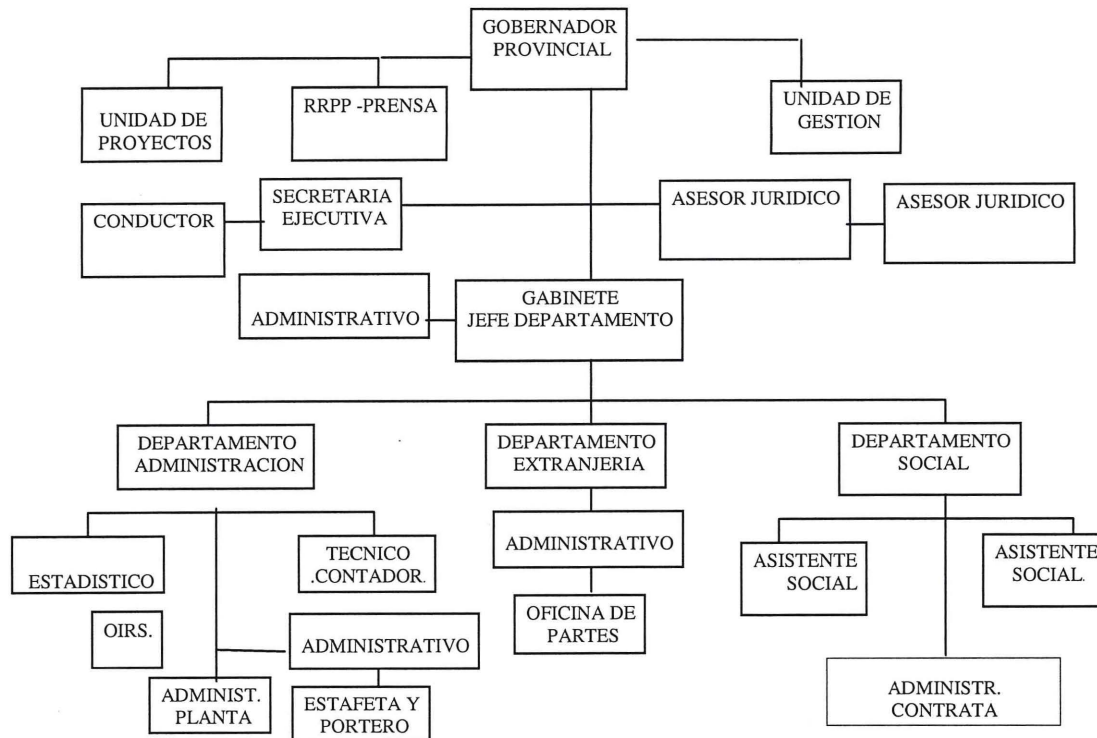 GOBERNADOR
PROVINCIAL
UNIDAD DE
PROYECTOS
RRPP -PRENSA
UNIDAD DE
GESTION
CONDUCTOR
SECRETARIA
EJECUTIVA
ASESOR JURIDICO
ASESOR JURIDICO
ADMINISTRATIVO
GABINETE
JEFE DEPARTAMENTO
DEPARTAMENTO
ADMINISTRACION
DEPARTAMENTO
EXTRANJERIA
DEPARTAMENTO
SOCIAL
ESTADISTICO
TECNICO
.CONTADOR.
ADMINISTRATIVO
ASISTENTE
SOCIAL
ASISTENTE
SOCIAL.
OIRS.
ADMINISTRATIVO
OFICINA DE
PARTES
ADMINIST.
PLANTA
ESTAFETA Y
PORTERO
ADMINISTR.
CONTRATA